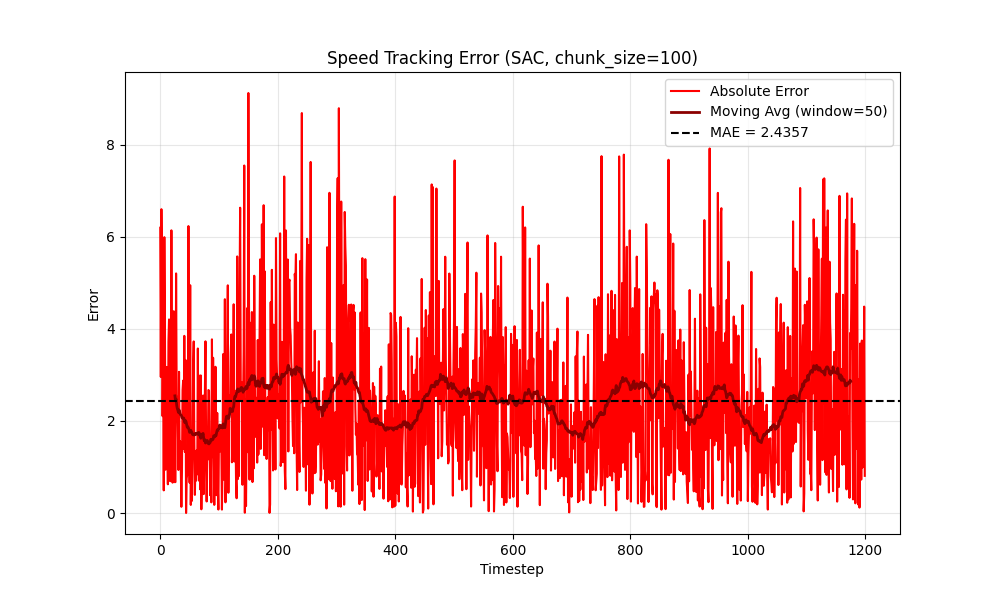 Speed Tracking Error (SAC, chunk_size=100)
Absolute Error
Moving Avg (window=50)
MAE = 2.4357
Error
8
6
4
2
0
0 200 400 600 800 1000 1200
Timestep